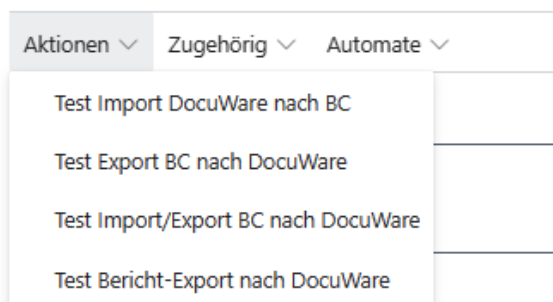 Aktionen Zugehörig Automate
Test Import DocuWare nach BC
Test Export BC nach DocuWare
Test Import/Export BC nach DocuWare
Test Bericht-Export nach DocuWare